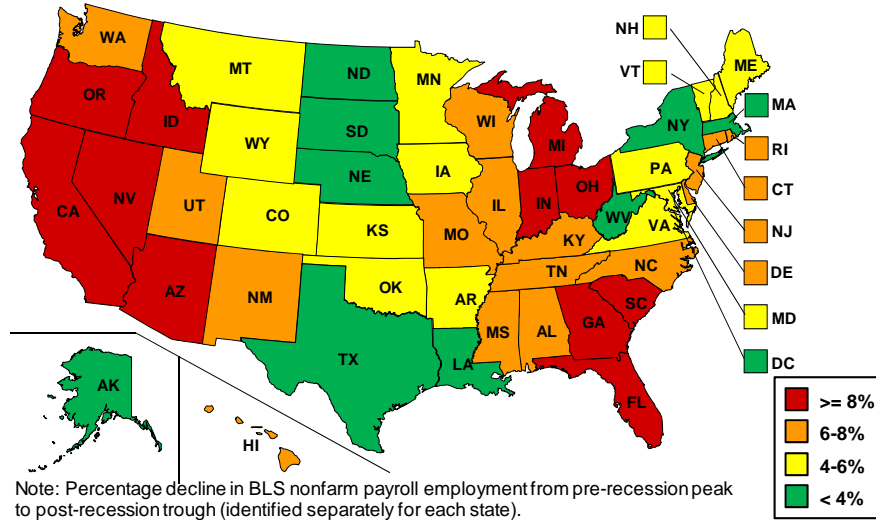 NH
WA
VT
ME
MT
ND
MN
OR
MA
ID
WI
NY
SD
MI
RI
WY
IA
PA
CT
NE
OH
IN
IL
NV
UT
WV
NJ
CA
CO
VA
KS
MO
KY
DE
NC
TN
AZ
OK
NM
AR
SC
MD
MS
AL
GA
TX
LA
DC
AK
FL
>= 8%
6-8%
HI
4-6%
< 4%
Note: Percentage decline in BLS nonfarm payroll employment from pre-recession peak
to post-recession trough (identified separately for each state).